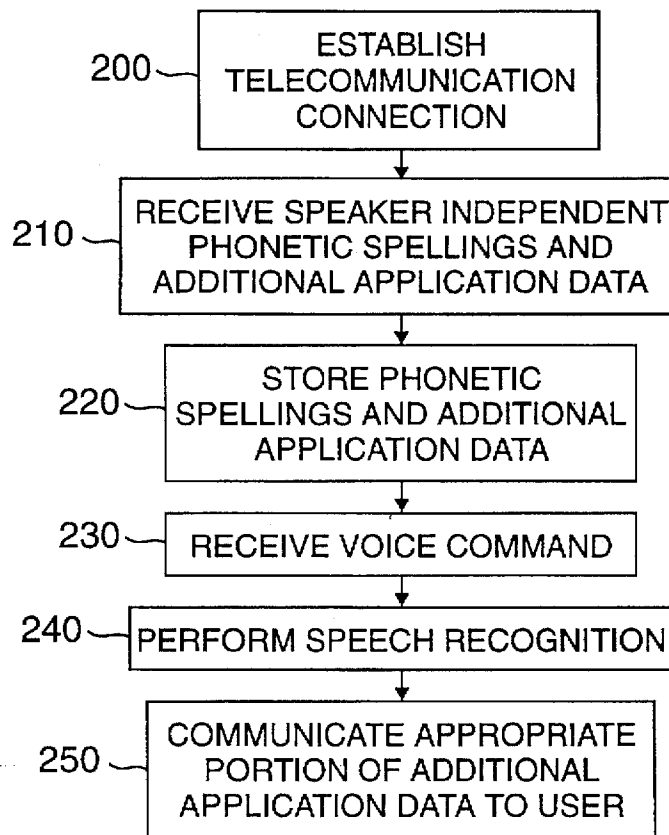 200
ESTABLISH
TELECOMMUNICATION
CONNECTION
210
RECEIVE SPEAKER INDEPENDENT
PHONETIC SPELLINGS AND
ADDITIONAL APPLICATION DATA
220
STORE PHONETIC
SPELLINGS AND ADDITIONAL
APPLICATION DATA
230
RECEIVE VOICE COMMAND
240
PERFORM SPEECH RECOGNITION
250
COMMUNICATE APPROPRIATE
PORTION OF ADDITIONAL
APPLICATION DATA TO USER